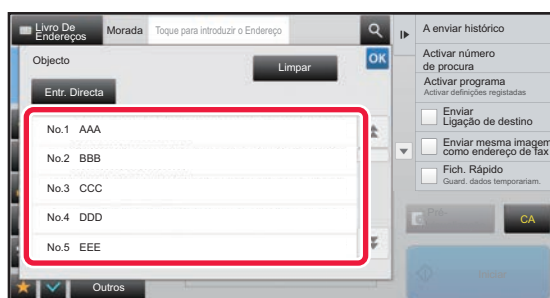 Livro De
Endereços
Morada
Toque para introduzir o Endereço
A enviar histórico
Objecto
Limpar
OK
Activar número
de procura
Entr. Directa
Activar programa
Activar definições registadas
No.1 AAA
Enviar
Ligação de destino
No.2 BBB
Enviar mesma imagem
como endereço de fax
No.3 CCC
Fich. Rápido
Guard. dados temporariam.
No.4 DDD
CA
No.5 EEE
Outros